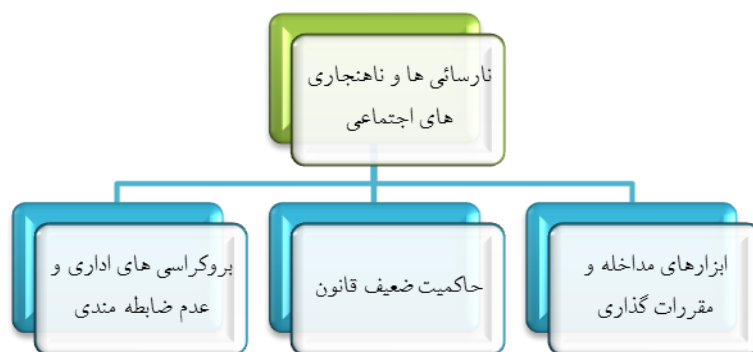 نارسائی ها و ناهنجاری
های اجتماعی
ابزارهای مداخله و
مقررات گذاری
حاکمیت ضعیف قانون
بروکراسی های اداری و
عدم ضابطه مندی